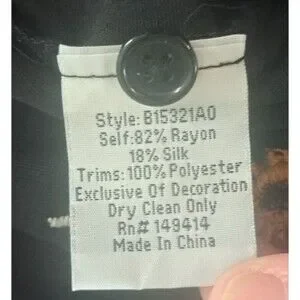 Style: B15321A0
Self:82% Rayon
18% Silk
Trims:100% Polyester
Exclusive Of Decoration
Dry Clean Only
Rn# 149414
Made In China